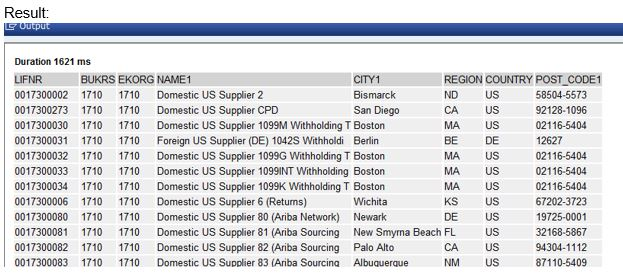 Result:
Output
Duration 1621 ms
LIFNR BUKRS EKORG NAME1 CITY1 REGION COUNTRY POST_CODE1
0017300002 1710 1710 Domestic US Supplier 2 Bismarck ND US 58504-5573
0017300273 1710 1710 Domestic US Supplier CPD San Diego CA US 92128-1096
0017300030 1710 1710 Domestic US Supplier 1099M Withholding T Boston MA US 02116-5404
0017300031 1710 1710 Foreign US Supplier (DE) 1042S Withholdi Berlin BE DE 12627
0017300032 1710 1710 Domestic US Supplier 1099G Withholding T Boston MA US 02116-5404
0017300033 1710 1710 Domestic US Supplier 1099INT Withholding Boston MA US 02116-5404
0017300034 1710 1710 Domestic US Supplier 1099K Withholding T Boston MA US 02116-5404
0017300006 1710 1710 Domestic US Supplier 6 (Returns) Wichita KS US 67202-3723
0017300080 1710 1710 Domestic US Supplier 80 (Ariba Network) Newark DE US 19725-0001
0017300081 1710 1710 Domestic US Supplier 81 (Ariba Sourcing New Smyrna Beach FL US 32168-5867
0017300082 1710 1710 Domestic US Supplier 82 (Ariba Sourcing Palo Alto CA US 94304-1112
0017300083 1710 1710 Domestic US Supplier 83 (Ariba Sourcing Albuquerque NM US 87110-5409